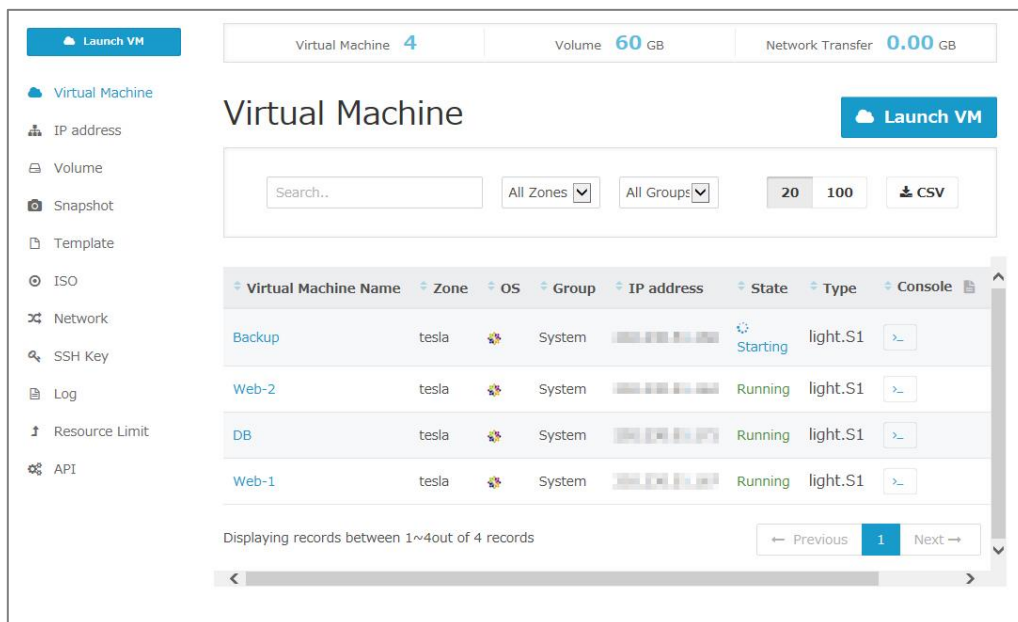 Launch VM
Virtual Machine 4 Volume 60 GB Network Transfer 0.00 GB
Virtual Machine
IP address
Volume
Snapshot
Template
ISO
Network
SSH Key
Log
Resource Limit
API
Virtual Machine Launch VM
Search.. All Zones All Groups 20 100 CSV
Virtual Machine Name Zone OS Group IP address State Type Console
Backup tesla System Starting light.S1 >_
Web-2 tesla System Running light.S1 >_
DB tesla System Running light.S1 >_
Web-1 tesla System Running light.S1 >_
Displaying records between 1~4out of 4 records ← Previous 1 Next →